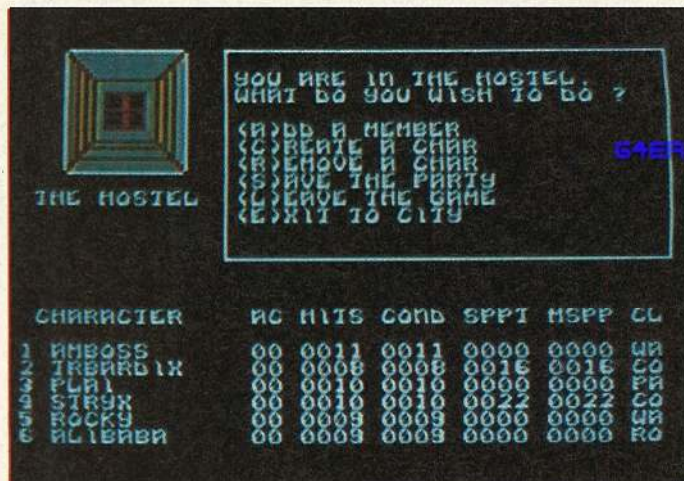 YOU ARE IN THE HOSTEL.
WHAT DO YOU WISH TO DO ?
(A)DD A MEMBER
(C)REATE A CHAR
(R)EMOVE A CHAR
(S)AVE THE PARTY
(L)EAVE THE GAME
(E)XIT TO CITY
G4ER
THE HOSTEL
CHARACTER AC HITS COND SPPT MSPP CL
1 AMBOSS 00 0011 0011 0000 0000 WA
2 IRBARDIX 00 0008 0008 0016 0016 CO
3 PLAI 00 0010 0010 0000 0000 PA
4 STRYX 00 0010 0010 0022 0022 CO
5 ROCKY 00 0009 0009 0000 0000 WA
6 ALIBABA 00 0009 0009 0000 0000 RO